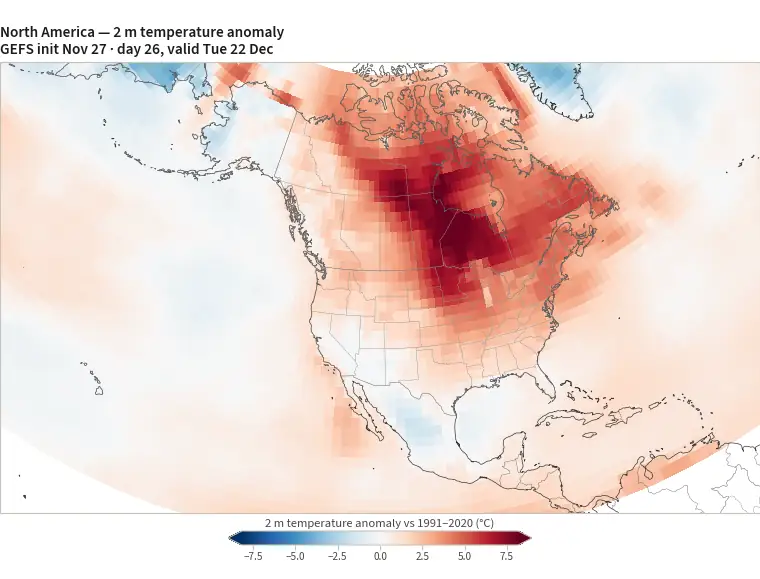 North America — 2 m temperature anomaly
GEFS init Nov 27 · day 26, valid Tue 22 Dec
2 m temperature anomaly vs 1991–2020 (°C)
−7.5 −5.0 −2.5 0.0 2.5 5.0 7.5